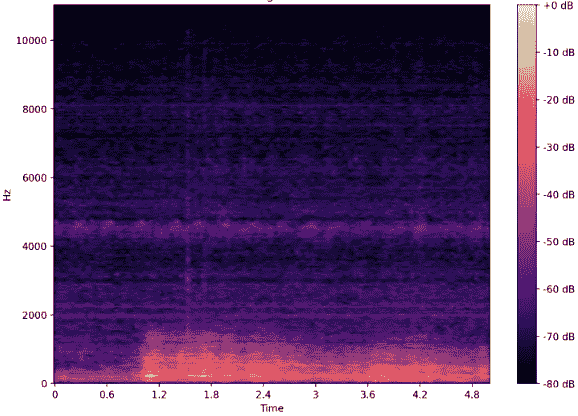 +0 dB
10000
-10 dB
8000
-20 dB
-30 dB
6000
Hz
-40 dB
4000
-50 dB
-60 dB
2000
-70 dB
0
-80 dB
0 0.6 1.2 1.8 2.4 3 3.6 4.2 4.8
Time